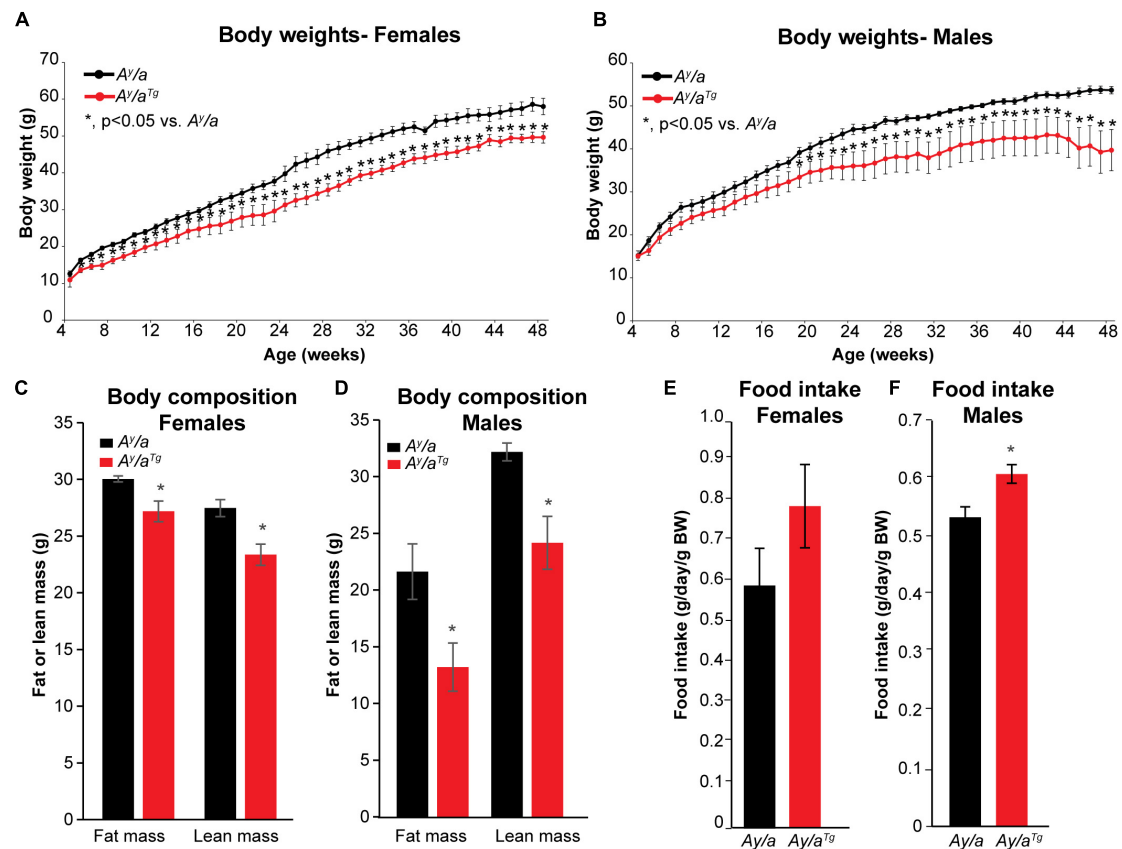 A
Body weights- Females
70
60
50
40
30
20
10
0
Body weight (g)
Aʸ/a
Aʸ/aᵀᵍ
*, p<0.05 vs. Aʸ/a
4 8 12 16 20 24 28 32 36 40 44 48
Age (weeks)
B
Body weights- Males
60
50
40
30
20
10
0
Body weight (g)
Aʸ/a
Aʸ/aᵀᵍ
*, p<0.05 vs. Aʸ/a
4 8 12 16 20 24 28 32 36 40 44 48
Age (weeks)
C
Body composition
Females
35
30
25
20
15
10
5
0
Fat or lean mass (g)
Aʸ/a
Aʸ/aᵀᵍ
*
*
Fat mass Lean mass
D
Body composition
Males
35
30
25
20
15
10
5
0
Fat or lean mass (g)
Aʸ/a
Aʸ/aᵀᵍ
*
*
Fat mass Lean mass
E
Food intake
Females
1.0
0.9
0.8
0.7
0.6
0.5
0.4
0.3
0.2
0.1
0
Food intake (g/day/g BW)
Ay/a Ay/aᵀᵍ
F
Food intake
Males
0.7
0.6
0.5
0.4
0.3
0.2
0.1
0
Food intake (g/day/g BW)
*
Ay/a Ay/aᵀᵍ